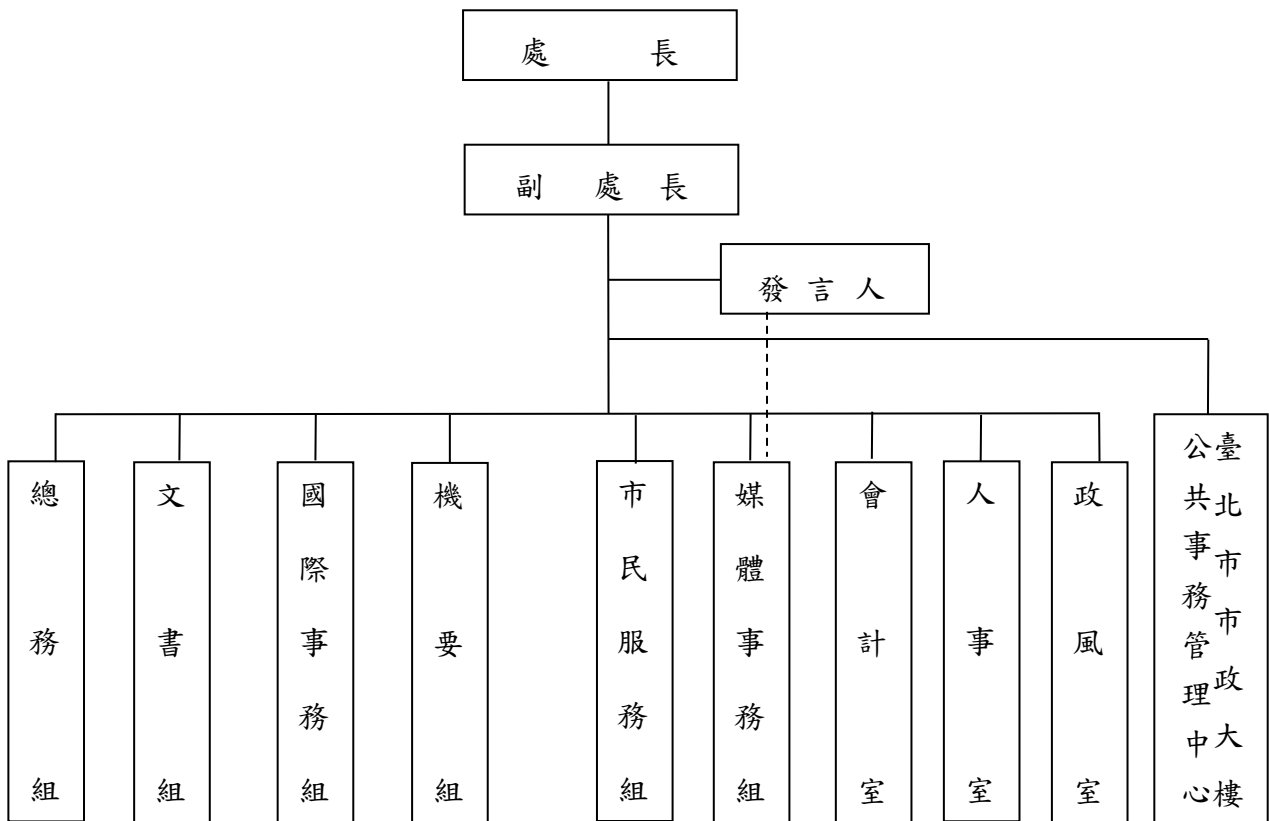 處長
副處長
發言人
總務組
文書組
國際事務組
機要組
市民服務組
媒體事務組
會計室
人事室
政風室
臺北市市政大樓
公共事務管理中心